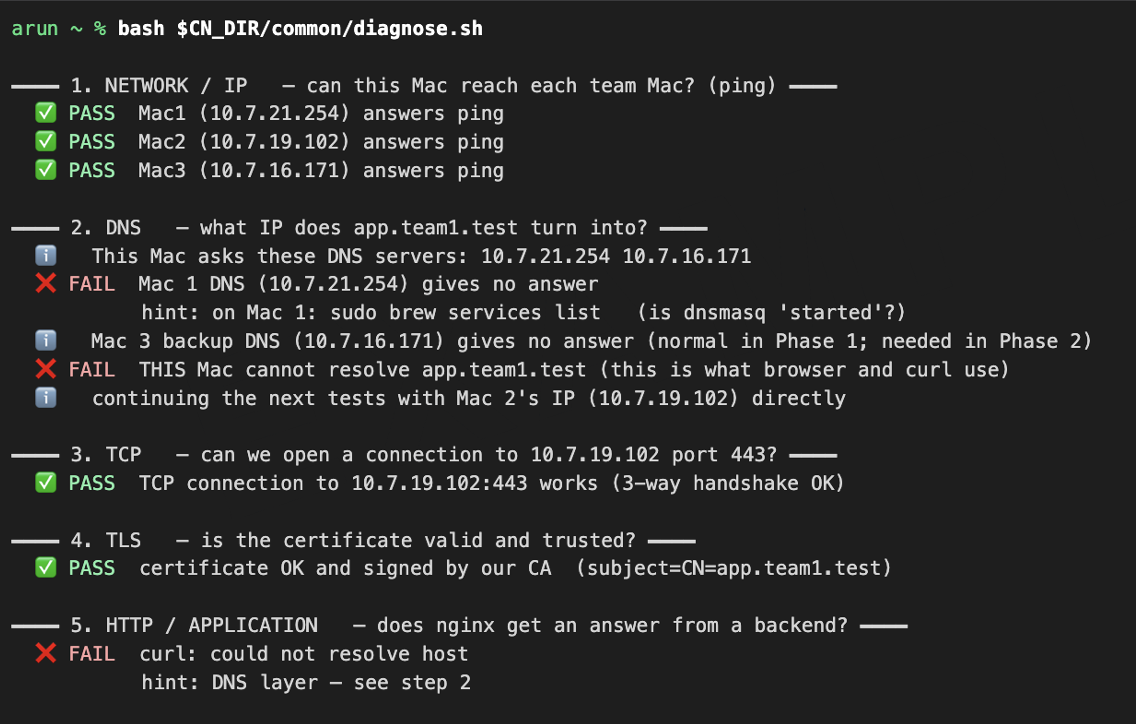 arun ~ % bash $CN_DIR/common/diagnose.sh
━━━━ 1. NETWORK / IP — can this Mac reach each team Mac? (ping) ━━━━
✅ PASS Mac1 (10.7.21.254) answers ping
✅ PASS Mac2 (10.7.19.102) answers ping
✅ PASS Mac3 (10.7.16.171) answers ping
━━━━ 2. DNS — what IP does app.team1.test turn into? ━━━━
ℹ️ This Mac asks these DNS servers: 10.7.21.254 10.7.16.171
❌ FAIL Mac 1 DNS (10.7.21.254) gives no answer
hint: on Mac 1: sudo brew services list (is dnsmasq 'started'?)
ℹ️ Mac 3 backup DNS (10.7.16.171) gives no answer (normal in Phase 1; needed in Phase 2)
❌ FAIL THIS Mac cannot resolve app.team1.test (this is what browser and curl use)
ℹ️ continuing the next tests with Mac 2's IP (10.7.19.102) directly
━━━━ 3. TCP — can we open a connection to 10.7.19.102 port 443? ━━━━
✅ PASS TCP connection to 10.7.19.102:443 works (3-way handshake OK)
━━━━ 4. TLS — is the certificate valid and trusted? ━━━━
✅ PASS certificate OK and signed by our CA (subject=CN=app.team1.test)
━━━━ 5. HTTP / APPLICATION — does nginx get an answer from a backend? ━━━━
❌ FAIL curl: could not resolve host
hint: DNS layer — see step 2